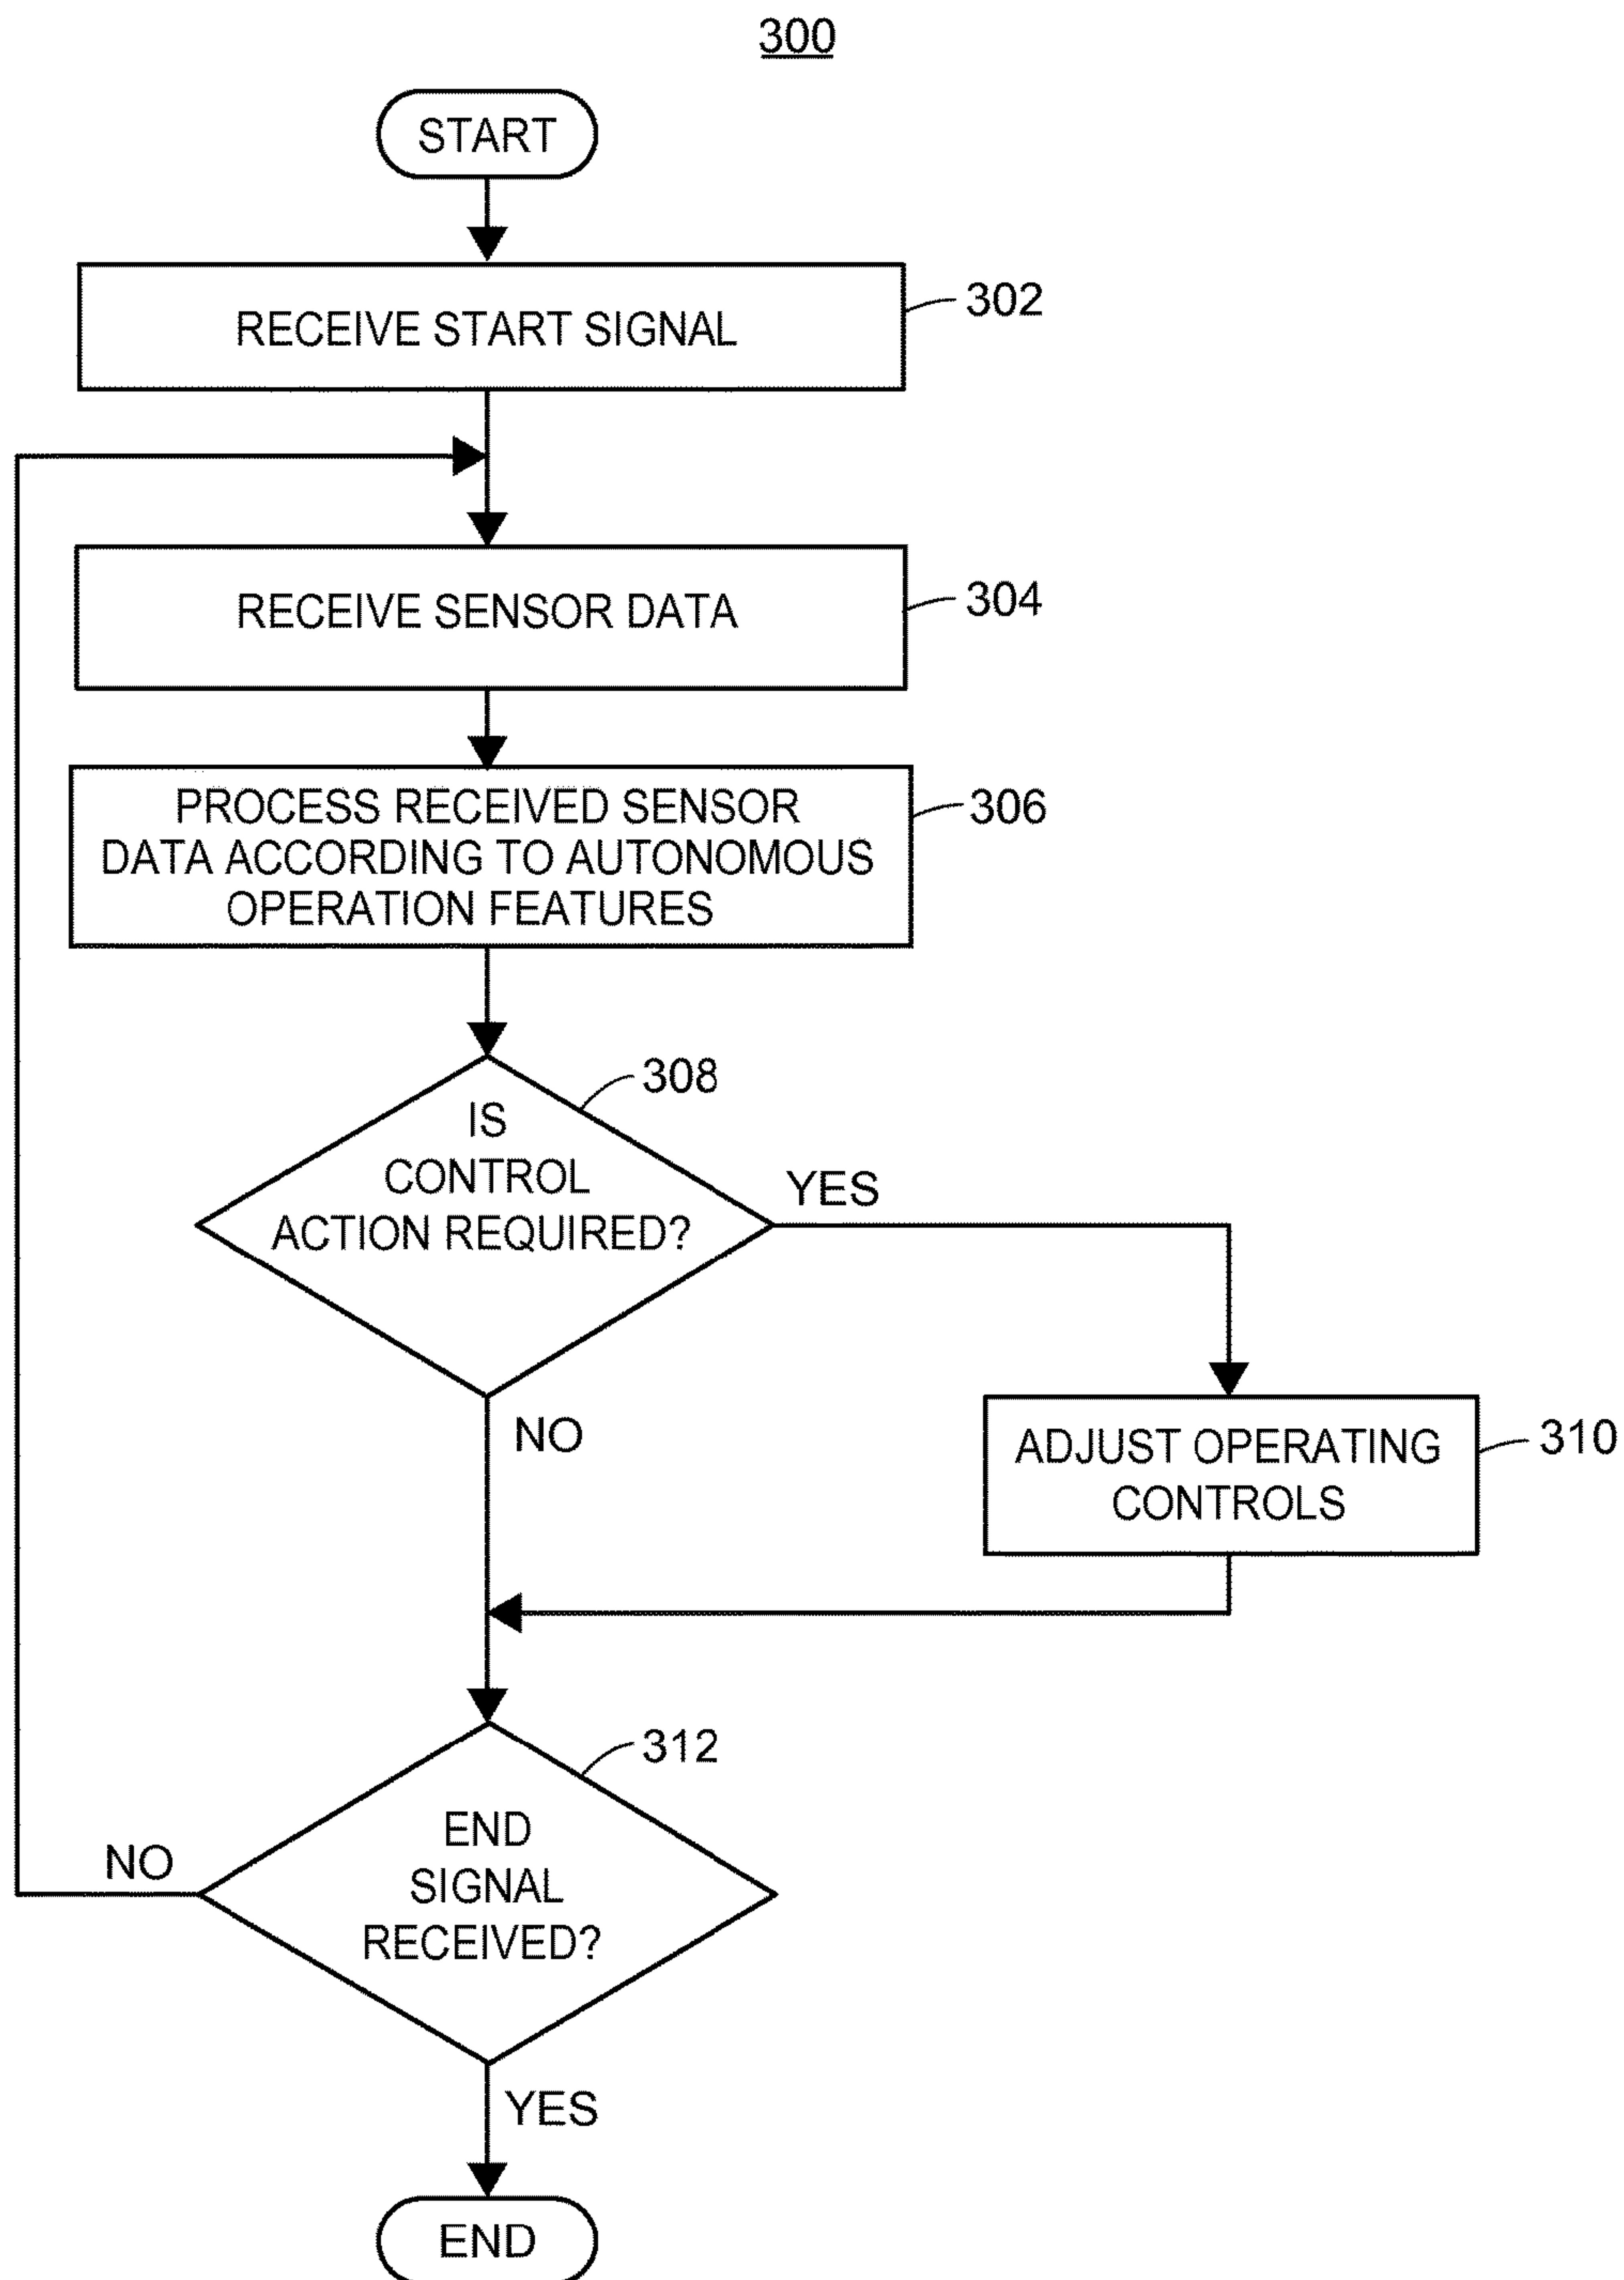 300
START
RECEIVE START SIGNAL
302
RECEIVE SENSOR DATA
304
PROCESS RECEIVED SENSOR
DATA ACCORDING TO AUTONOMOUS
OPERATION FEATURES
306
308
IS
CONTROL
ACTION REQUIRED?
YES
NO
ADJUST OPERATING
CONTROLS
310
312
END
SIGNAL
RECEIVED?
NO
YES
END